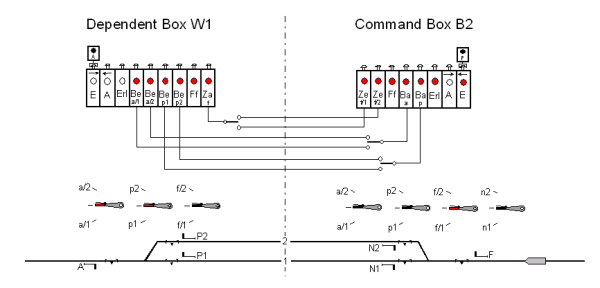 Dependent Box W1
Command Box B2
A
F
E A Erl Be a/1 Be a/2 Be p1 Be p2 Ff Za f
Ze f/1 Ze f/2 Ff Ba a Ba p Erl A E
a/2 p2 f/2
a/2 p2 f/2 n2
a/1 p1 f/1
a/1 p1 f/1 n1
P2
2
N2
P1
F
A
1
N1